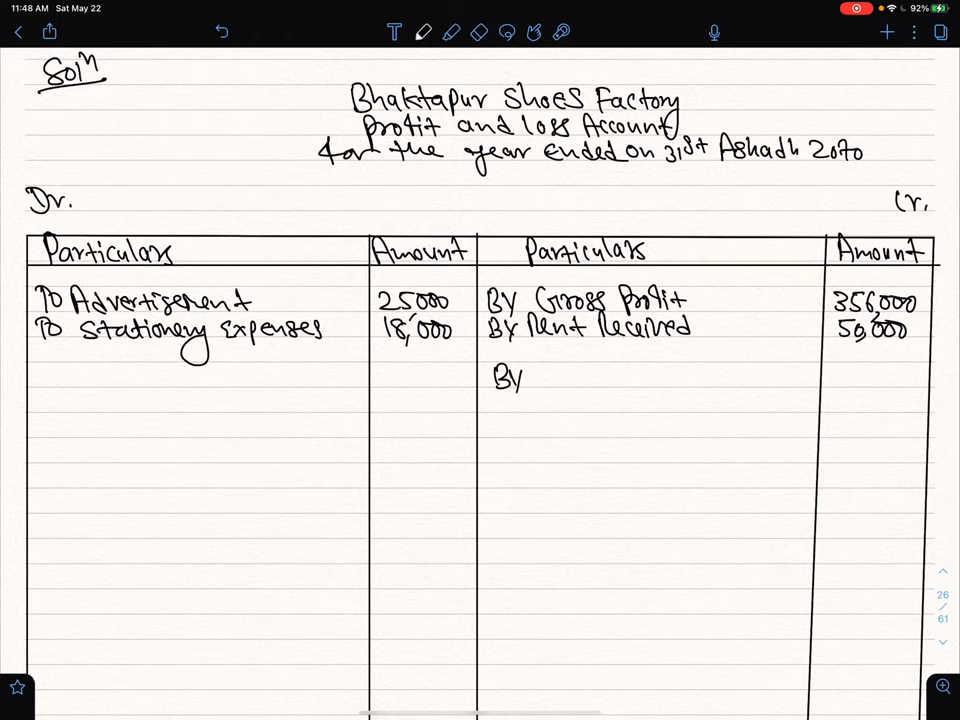 11:48 AM Sat May 22
92%
Solⁿ
Bhaktapur Shoes Factory
Profit and Loss Account
for the year ended on 31st Ashadh 2070
Dr. Cr.
Particulars Amount Particulars Amount
To Advertisement 25000 By Gross Profit 356,000
To Stationery Expenses 18,000 By Rent Received 50,000
By
26
/
61